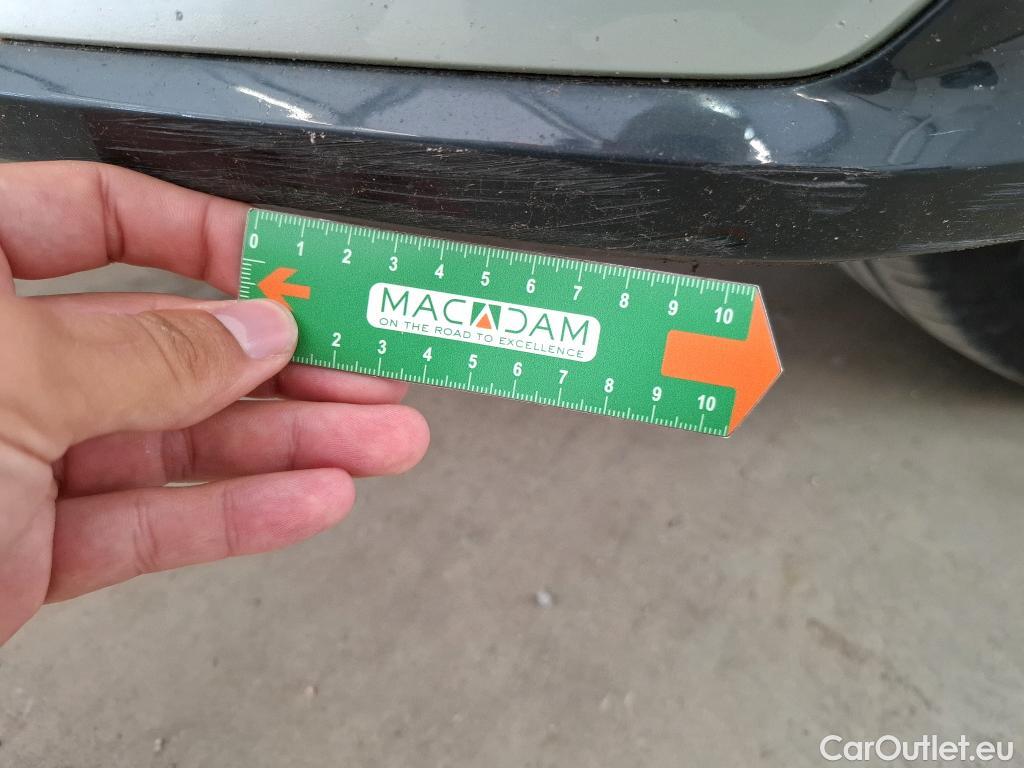 0 1 2 3 4 5 6 7 8 9 10
MACADAM
ON THE ROAD TO EXCELLENCE
2 3 4 5 6 7 8 9 10
CarOutlet.eu